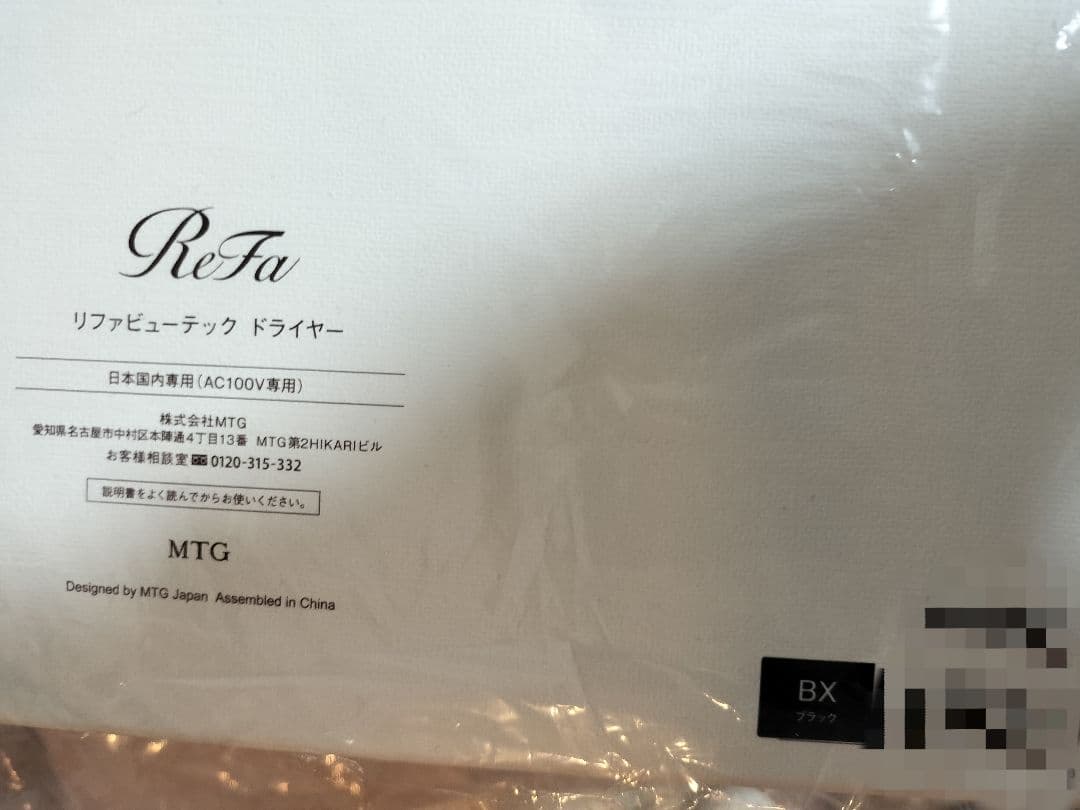 ReFa
リファビューテック ドライヤー
日本国内専用(AC100V専用)
株式会社MTG
愛知県名古屋市中村区本陣通4丁目13番 MTG第2HIKARIビル
お客様相談室 0120-315-332
説明書をよく読んでからお使いください。
MTG
Designed by MTG Japan Assembled in China
BX
ブラック